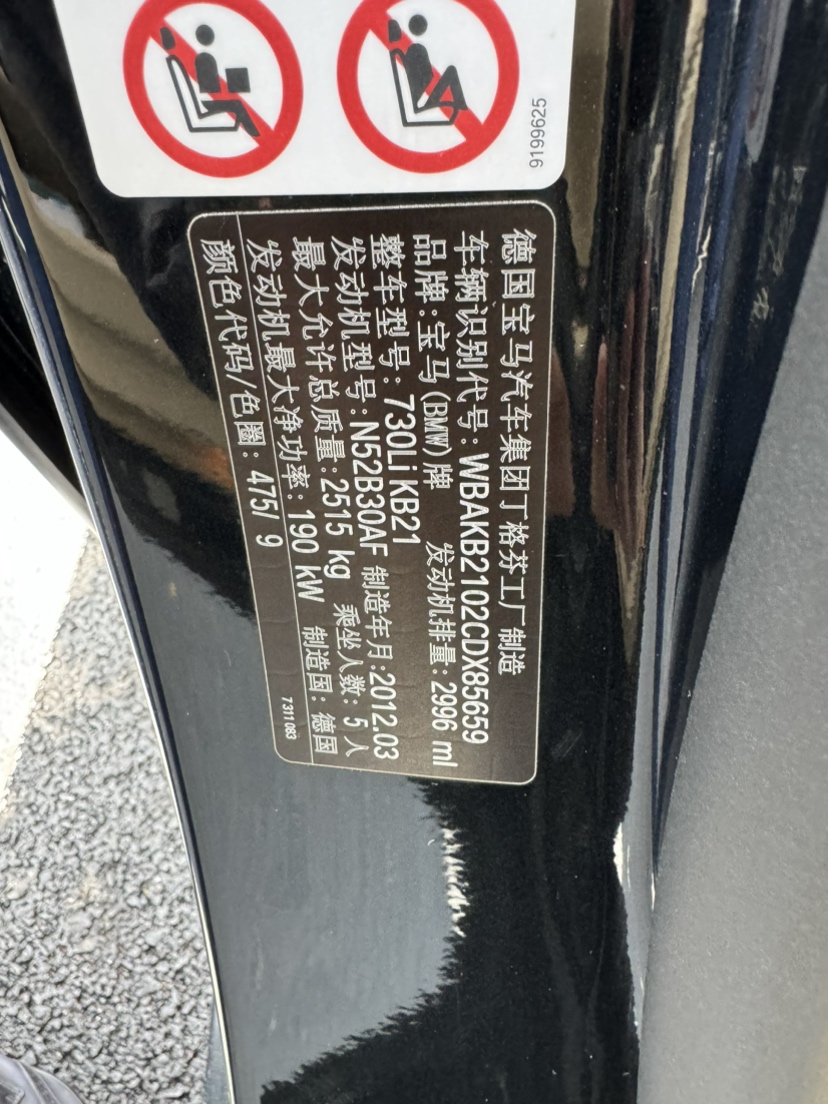 9199625
德国宝马汽车集团丁格芬工厂制造
车辆识别代号:WBAKB2102CDX85659
品牌:宝马(BMW)牌 发动机排量:2996 ml
整车型号:730Li KB21
发动机型号:N52B30AF 制造年月:2012.03
最大允许总质量:2515 kg 乘坐人数:5人
发动机最大净功率:190 kW 制造国:德国
颜色代码/色圈:475/ 9
7311083